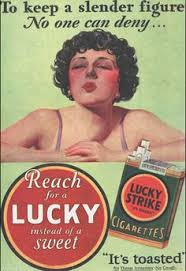 To keep a slender figure
No one can deny...
Reach
for a
LUCKY
instead of a
sweet
LUCKY
STRIKE
CIGARETTES
"It's toasted"